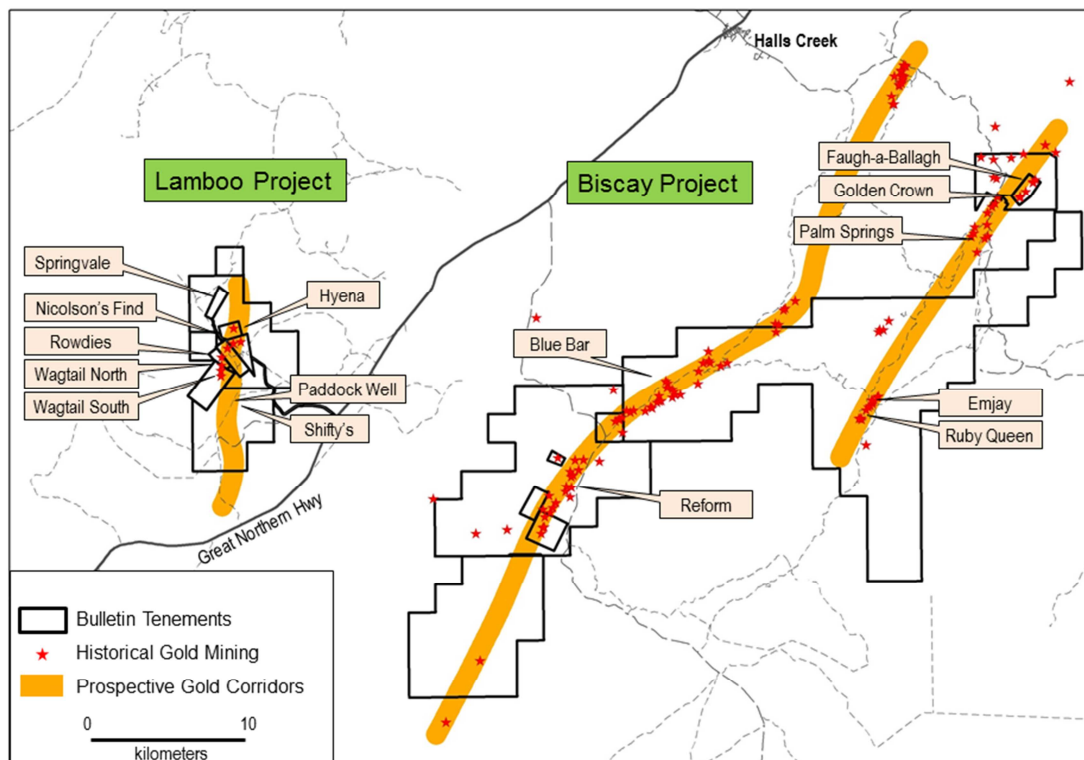 Halls Creek
Lamboo Project
Biscay Project
Faugh-a-Ballagh
Golden Crown
Palm Springs
Springvale
Hyena
Nicolson's Find
Rowdies
Wagtail North
Wagtail South
Paddock Well
Shifty's
Blue Bar
Emjay
Ruby Queen
Reform
Great Northern Hwy
Bulletin Tenements
Historical Gold Mining
Prospective Gold Corridors
0 10
kilometers